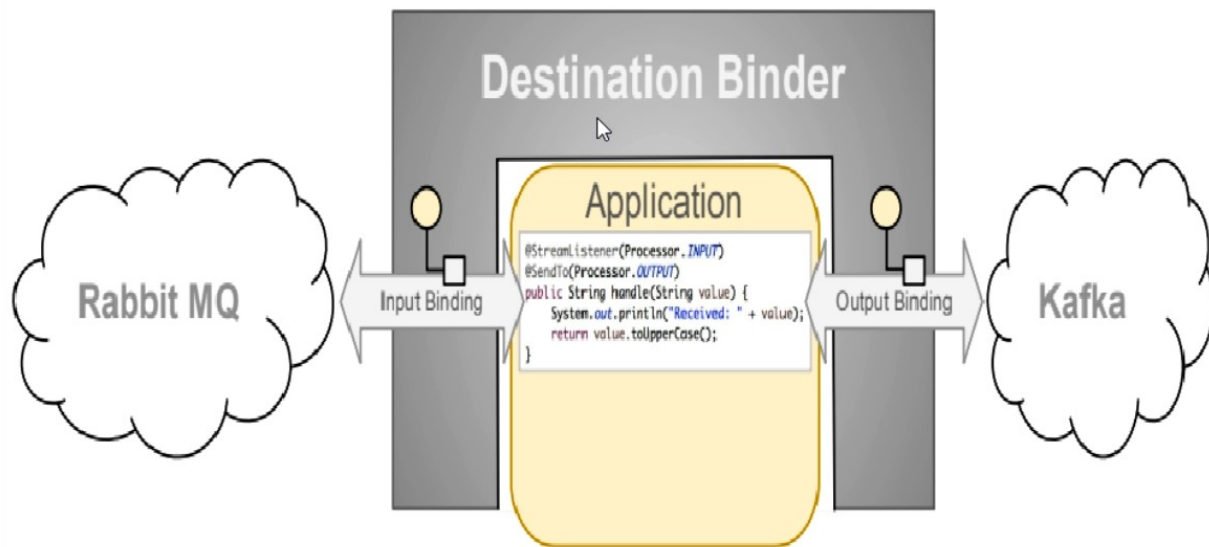 Destination Binder
Application
@StreamListener(Processor.INPUT)
@SendTo(Processor.OUTPUT)
public String handle(String value) {
    System.out.println("Received: " + value);
    return value.toUpperCase();
}
Rabbit MQ
Input Binding
Output Binding
Kafka